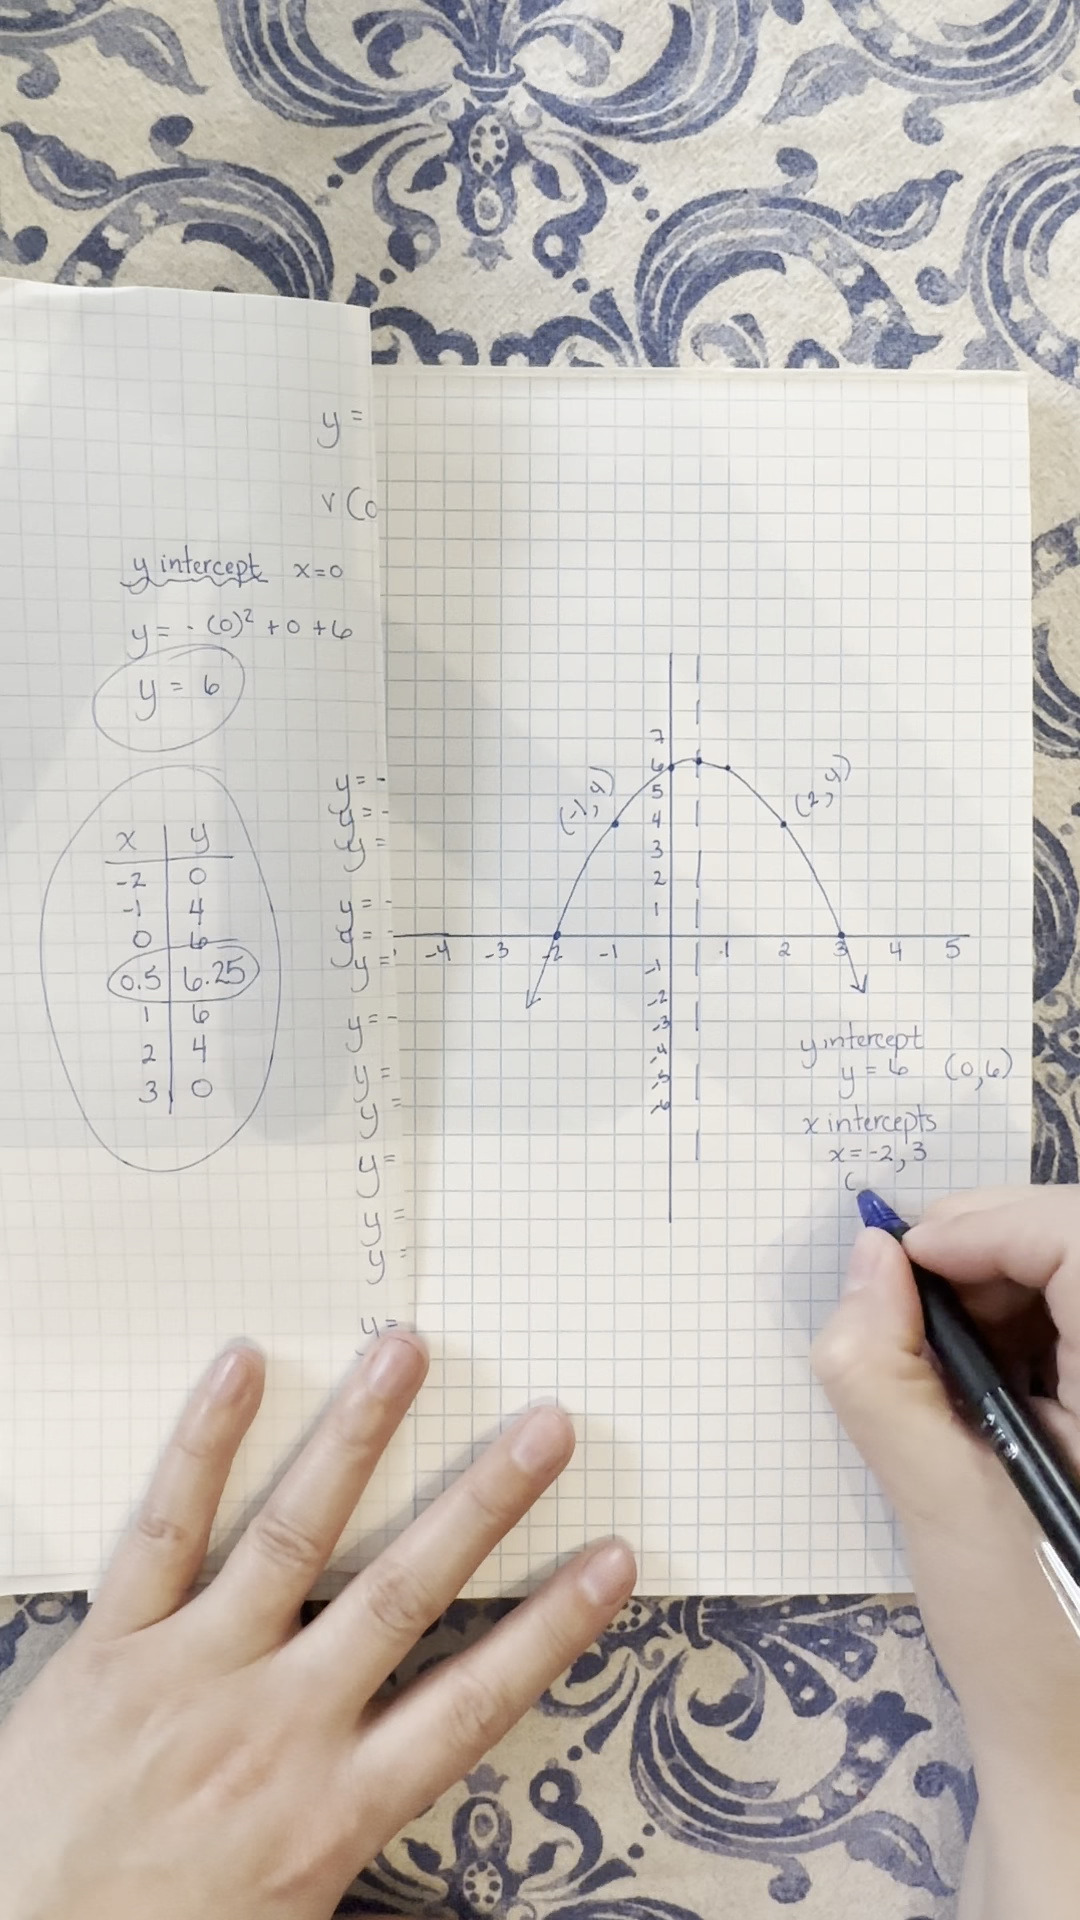 y =
v (0
y intercept x=0
y = - (0)² + 0 + 6
y = 6
x y
-2 0
-1 4
0 6
0.5 6.25
1 6
2 4
3 0
y = -
y = -
y =
y = -
y = -
y =
y = -
y =
y =
y =
y =
y =
y =
7
6
5
4
3
2
1
(-1, 4)
(2, 4)
-4 -3 -2 -1 1 2 3 4 5
-1
-2
-3
-4
-5
-6
y intercept
y = 6 (0,6)
x intercepts
x = -2, 3
(